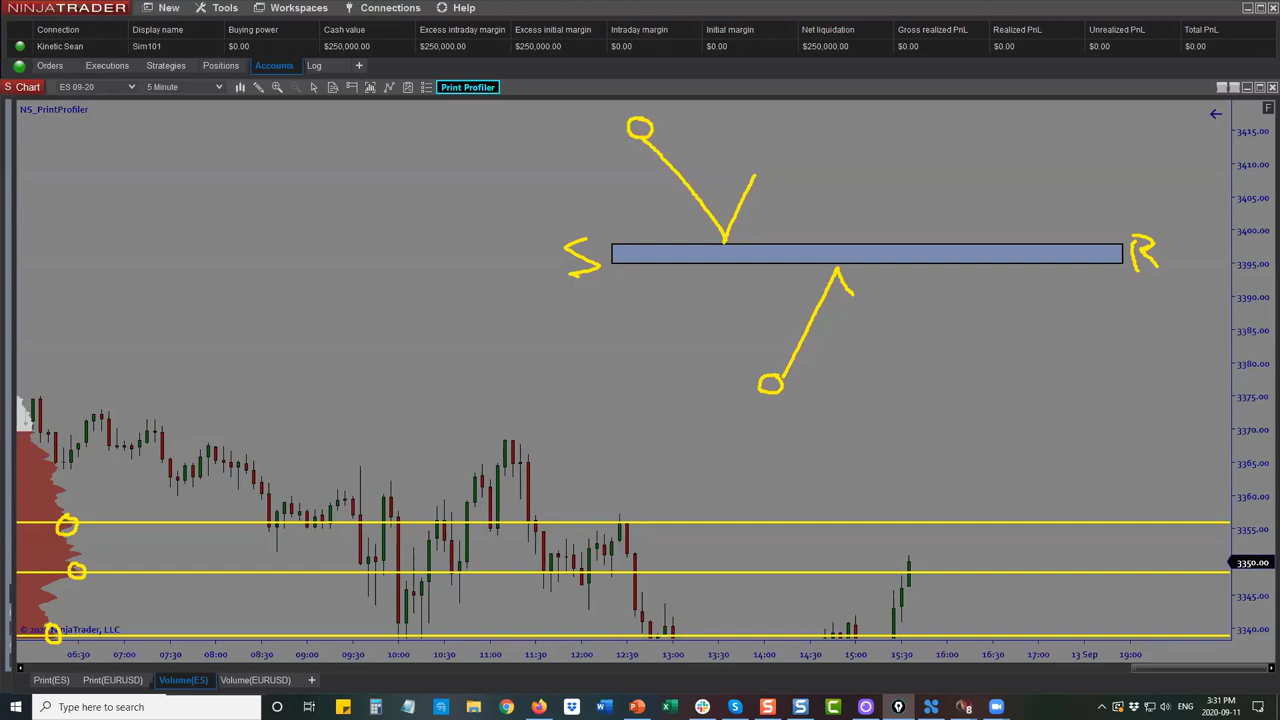 NINJATRADER New Tools Workspaces Connections Help
Connection Display name Buying power Cash value Excess intraday margin Excess initial margin Intraday margin Initial margin Net liquidation Gross realized PnL Realized PnL Unrealized PnL Total PnL
Kinetic Sean Sim101 $0.00 $250,000.00 $250,000.00 $250,000.00 $0.00 $0.00 $250,000.00 $0.00 $0.00 $0.00 $0.00
Orders Executions Strategies Positions Accounts Log +
S Chart ES 09-20 5 Minute Print Profiler
NS_PrintProfiler
F
3415.00
3410.00
3405.00
3400.00
S R
3395.00
3390.00
3385.00
3380.00
3375.00
3370.00
3365.00
3360.00
3355.00
3350.00
3345.00
3340.00
NinjaTrader, LLC
06:30 07:00 07:30 08:00 08:30 09:00 09:30 10:00 10:30 11:00 11:30 12:00 12:30 13:00 13:30 14:00 14:30 15:00 15:30 16:00 16:30 17:00 13 Sep 19:00
Print(ES) Print(EURUSD) Volume(ES) Volume(EURUSD) +
Type here to search
ENG
3:31 PM
2020-09-11